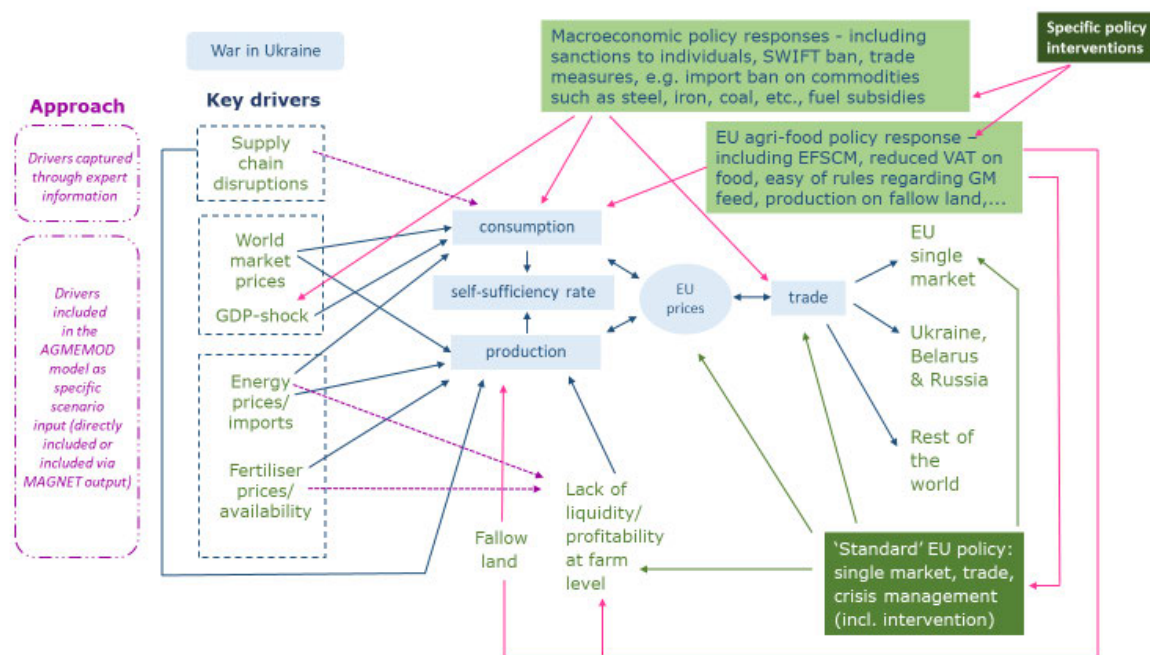 War in Ukraine
Macroeconomic policy responses - including
sanctions to individuals, SWIFT ban, trade
measures, e.g. import ban on commodities
such as steel, iron, coal, etc., fuel subsidies
Specific policy
interventions
Approach
Key drivers
Drivers captured
through expert
information
Supply
chain
disruptions
EU agri-food policy response –
including EFSCM, reduced VAT on
food, easy of rules regarding GM
feed, production on fallow land,...
World
market
prices
GDP-shock
consumption
self-sufficiency rate
production
EU
prices
trade
EU
single
market
Ukraine,
Belarus
& Russia
Rest of
the
world
Drivers
included
in the
AGMEMOD
model as
specific
scenario
input (directly
included or
included via
MAGNET output)
Energy
prices/
imports
Fertiliser
prices/
availability
Fallow
land
Lack of
liquidity/
profitability
at farm
level
‘Standard’ EU policy:
single market, trade,
crisis management
(incl. intervention)